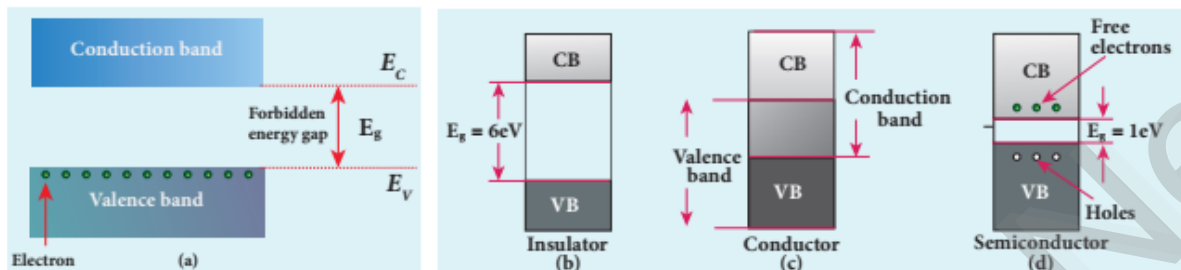 Conduction band
E_C
Forbidden
energy gap
E_g
E_V
Valence band
Electron
(a)
CB
E_g = 6eV
VB
Insulator
(b)
CB
Conduction
band
Valence
band
VB
Conductor
(c)
Free
electrons
CB
E_g = 1eV
VB
Holes
Semiconductor
(d)